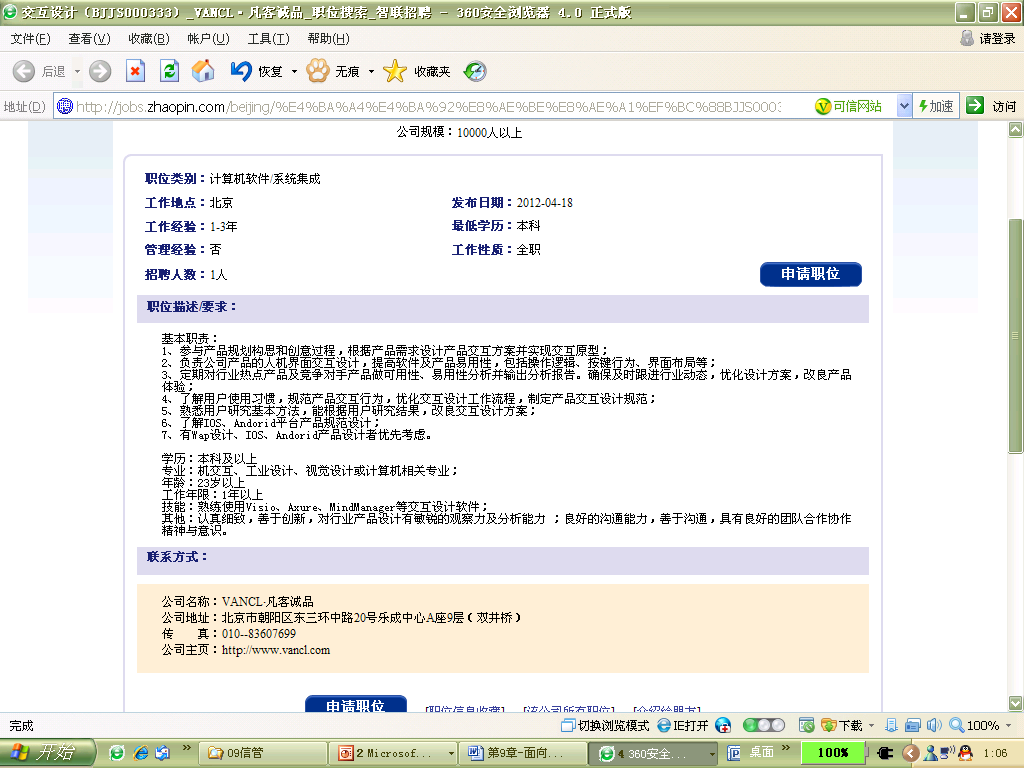 交互设计（BJJS000333）_VANCL·凡客诚品_职位搜索_智联招聘 - 360安全浏览器 4.0 正式版
文件(F) 查看(V) 收藏(B) 帐户(U) 工具(T) 帮助(H) 请登录
后退 恢复 无痕 收藏夹
地址(D) http://jobs.zhaopin.com/beijing/%E4%BA%A4%E4%BA%92%E8%AE%BE%E8%AE%A1%EF%BC%88BJJS000 可信网站 加速 访问
公司规模：10000人以上
职位类别：计算机软件/系统集成
工作地点：北京 发布日期：2012-04-18
工作经验：1-3年 最低学历：本科
管理经验：否 工作性质：全职
招聘人数：1人 申请职位
职位描述/要求：
基本职责：
1、参与产品规划构思和创意过程，根据产品需求设计产品交互方案并实现交互原型；
2、负责公司产品的人机界面交互设计，提高软件及产品易用性，包括操作逻辑、按键行为、界面布局等；
3、定期对行业热点产品及竞争对手产品做可用性、易用性分析并输出分析报告。确保及时跟进行业动态，优化设计方案，改良产品
体验；
4、了解用户使用习惯，规范产品交互行为，优化交互设计工作流程，制定产品交互设计规范；
5、熟悉用户研究基本方法，能根据用户研究结果，改良交互设计方案；
6、了解IOS、Andorid平台产品规范设计；
7、有Wap设计、IOS、Andorid产品设计者优先考虑。
学历：本科及以上
专业：机交互、工业设计、视觉设计或计算机相关专业；
年龄：23岁以上
工作年限：1年以上
技能：熟练使用Visio、Axure、MindManager等交互设计软件；
其他：认真细致，善于创新，对行业产品设计有敏锐的观察力及分析能力 ；良好的沟通能力，善于沟通，具有良好的团队合作协作
精神与意识。
联系方式：
公司名称：VANCL·凡客诚品
公司地址：北京市朝阳区东三环中路20号乐成中心A座9层（双井桥）
传 真：010--83607699
公司主页：http://www.vancl.com
申请职位 [职位信息收藏] [该公司所有职位] [介绍给朋友]
完成 切换浏览模式 IE打开 下载 100%
开始 09信管 2 Microsof... 第9章-面向... 4 360安全... 桌面 100% 1:06